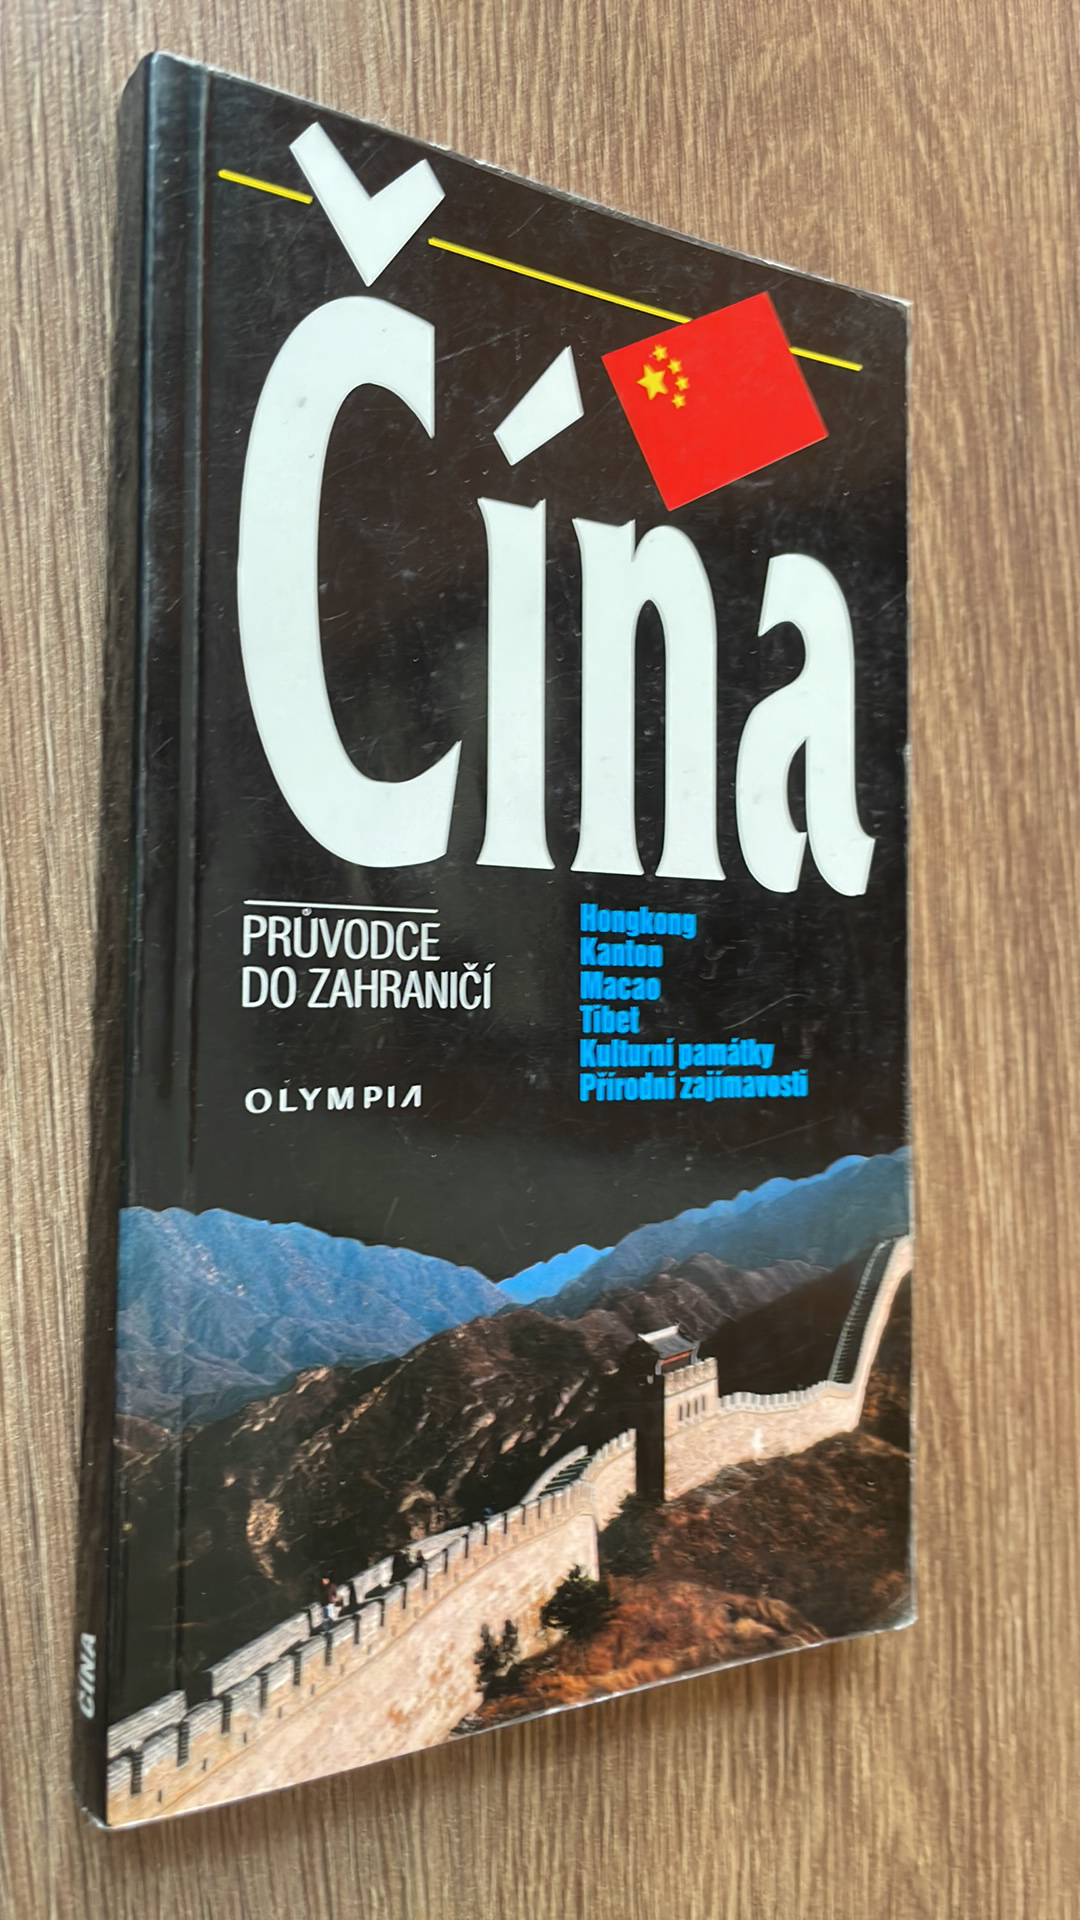 Čína
PRŮVODCE
DO ZAHRANIČÍ
OLYMPIA
Hongkong
Kanton
Macao
Tibet
Kulturní památky
Přírodní zajímavosti
ČÍNA